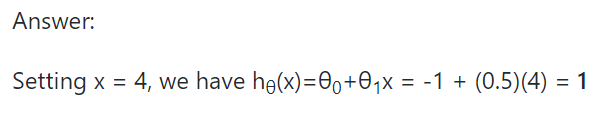 Answer:
Setting x = 4, we have hθ(x)=θ0+θ1x = -1 + (0.5)(4) = 1